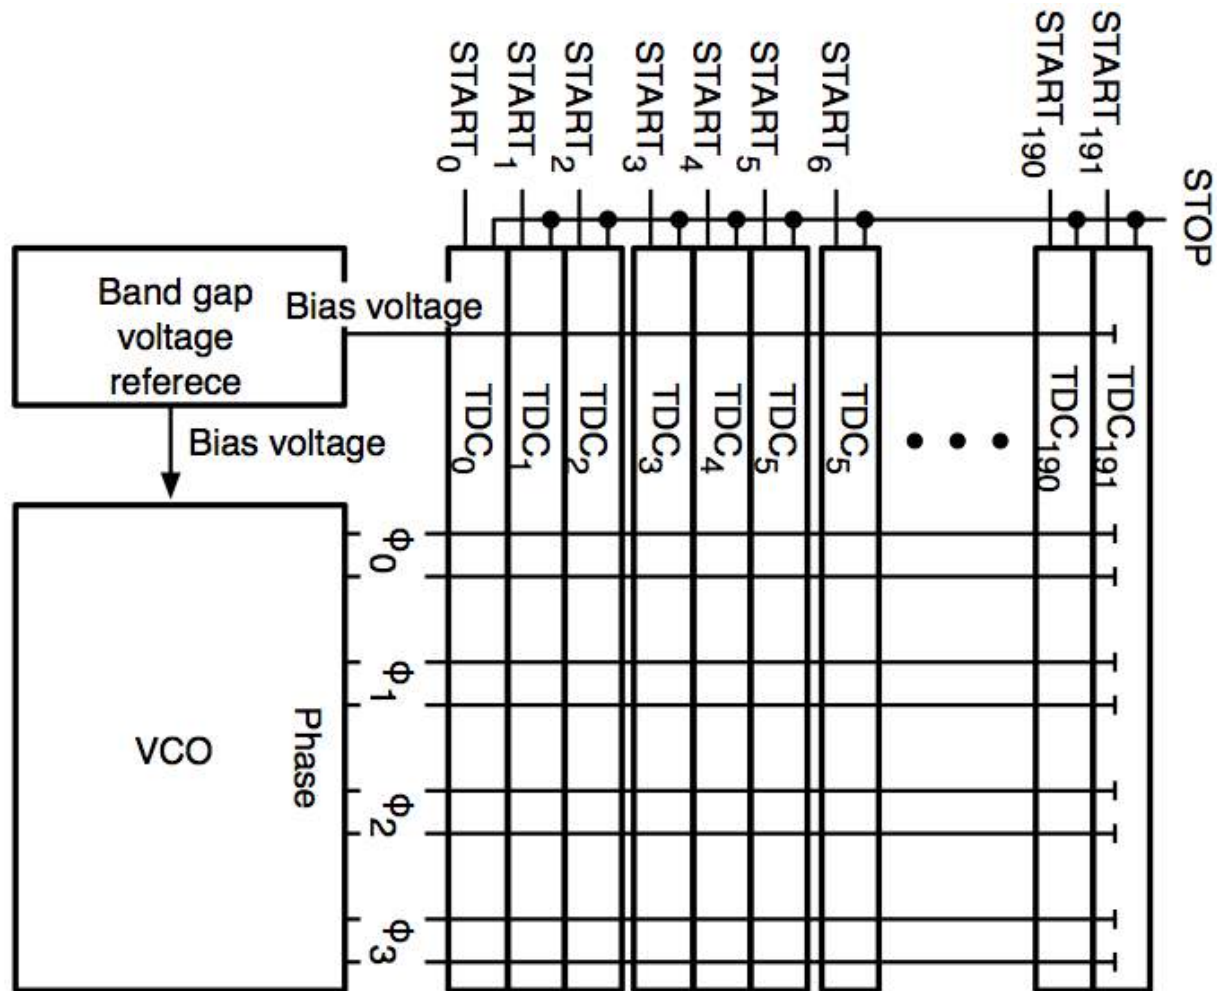 START0
START1
START2
START3
START4
START5
START6
START190
START191
STOP
Band gap
voltage
referece
Bias voltage
Bias voltage
TDC0
TDC1
TDC2
TDC3
TDC4
TDC5
TDC5
TDC190
TDC191
VCO
Phase
Φ0
Φ1
Φ2
Φ3